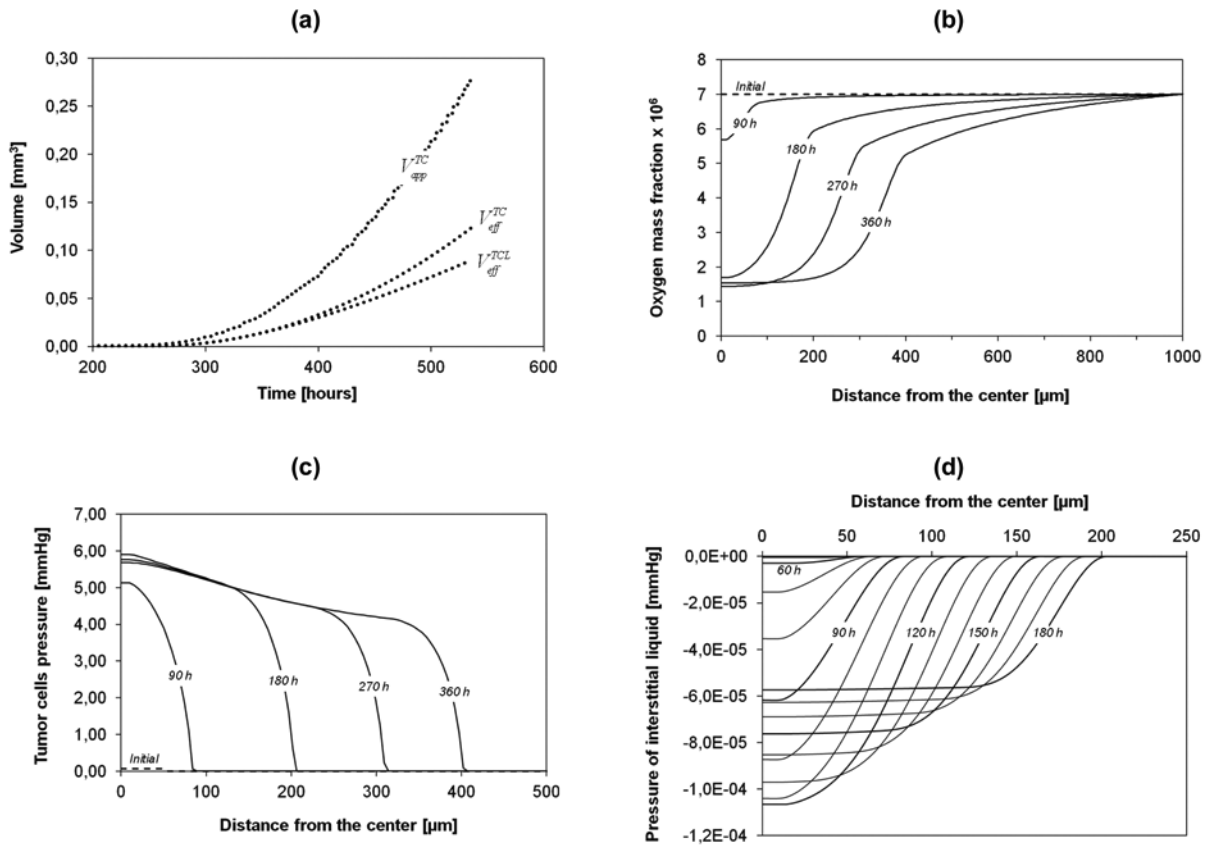 (a)
0,30
0,25
0,20
0,15
0,10
0,05
0,00
Volume [mm³]
V^{TC}_{app}
V^{TC}_{eff}
V^{TCL}_{eff}
200 300 400 500 600
Time [hours]
(b)
8
7
6
5
4
3
2
1
0
Oxygen mass fraction x 10⁶
Initial
90 h
180 h
270 h
360 h
0 200 400 600 800 1000
Distance from the center [µm]
(c)
7,00
6,00
5,00
4,00
3,00
2,00
1,00
0,00
Tumor cells pressure [mmHg]
90 h
180 h
270 h
360 h
Initial
0 100 200 300 400 500
Distance from the center [µm]
(d)
Distance from the center [µm]
0 50 100 150 200 250
0,0E+00
-2,0E-05
-4,0E-05
-6,0E-05
-8,0E-05
-1,0E-04
-1,2E-04
Pressure of interstitial liquid [mmHg]
60 h
90 h
120 h
150 h
180 h